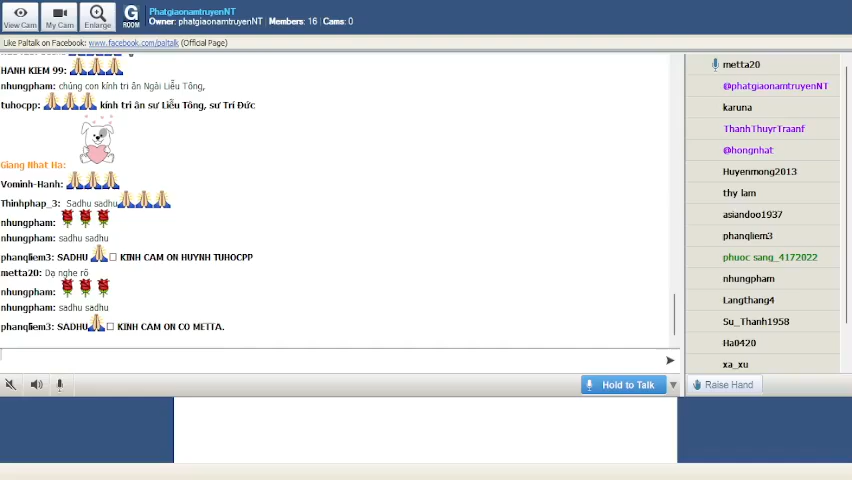 View Cam
My Cam
Enlarge
G
ROOM
PhatgiaonamtruyenNT
Owner: phatgiaonamtruyenNT Members: 16 Cams: 0
Like Paltalk on Facebook: www.facebook.com/paltalk (Official Page)
HANH KIEM 99:
nhungpham: chúng con kính tri ân Ngài Liễu Tông,
tuhocpp: kính tri ân sư Liễu Tông, sư Trí Đức
Giang Nhat Ha:
Vominh-Hanh:
Thinhphap_3: Sadhu sadhu
nhungpham:
nhungpham: sadhu sadhu
phanqliem3: SADHU KINH CAM ON HUYNH TUHOCPP
metta20: Dạ nghe rõ
nhungpham:
nhungpham: sadhu sadhu
phanqliem3: SADHU KINH CAM ON CO METTA.
Hold to Talk
metta20
@phatgiaonamtruyenNT
karuna
ThanhThuyrTraanf
@hongnhat
Huyenmong2013
thy lam
asiandoo1937
phanqliem3
phuoc sang_4172022
nhungpham
Langthang4
Su_Thanh1958
Ha0420
xa_xu
Raise Hand